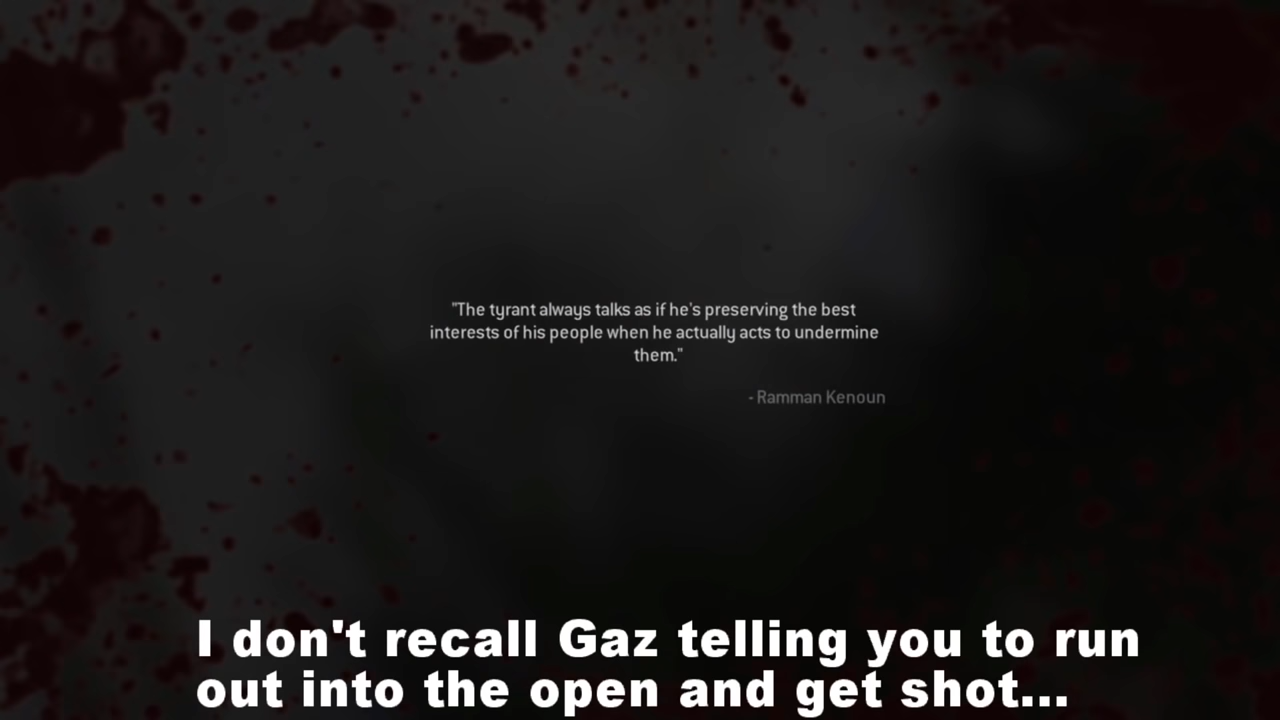 "The tyrant always talks as if he's preserving the best
interests of his people when he actually acts to undermine
them."
- Ramman Kenoun
I don't recall Gaz telling you to run
out into the open and get shot...